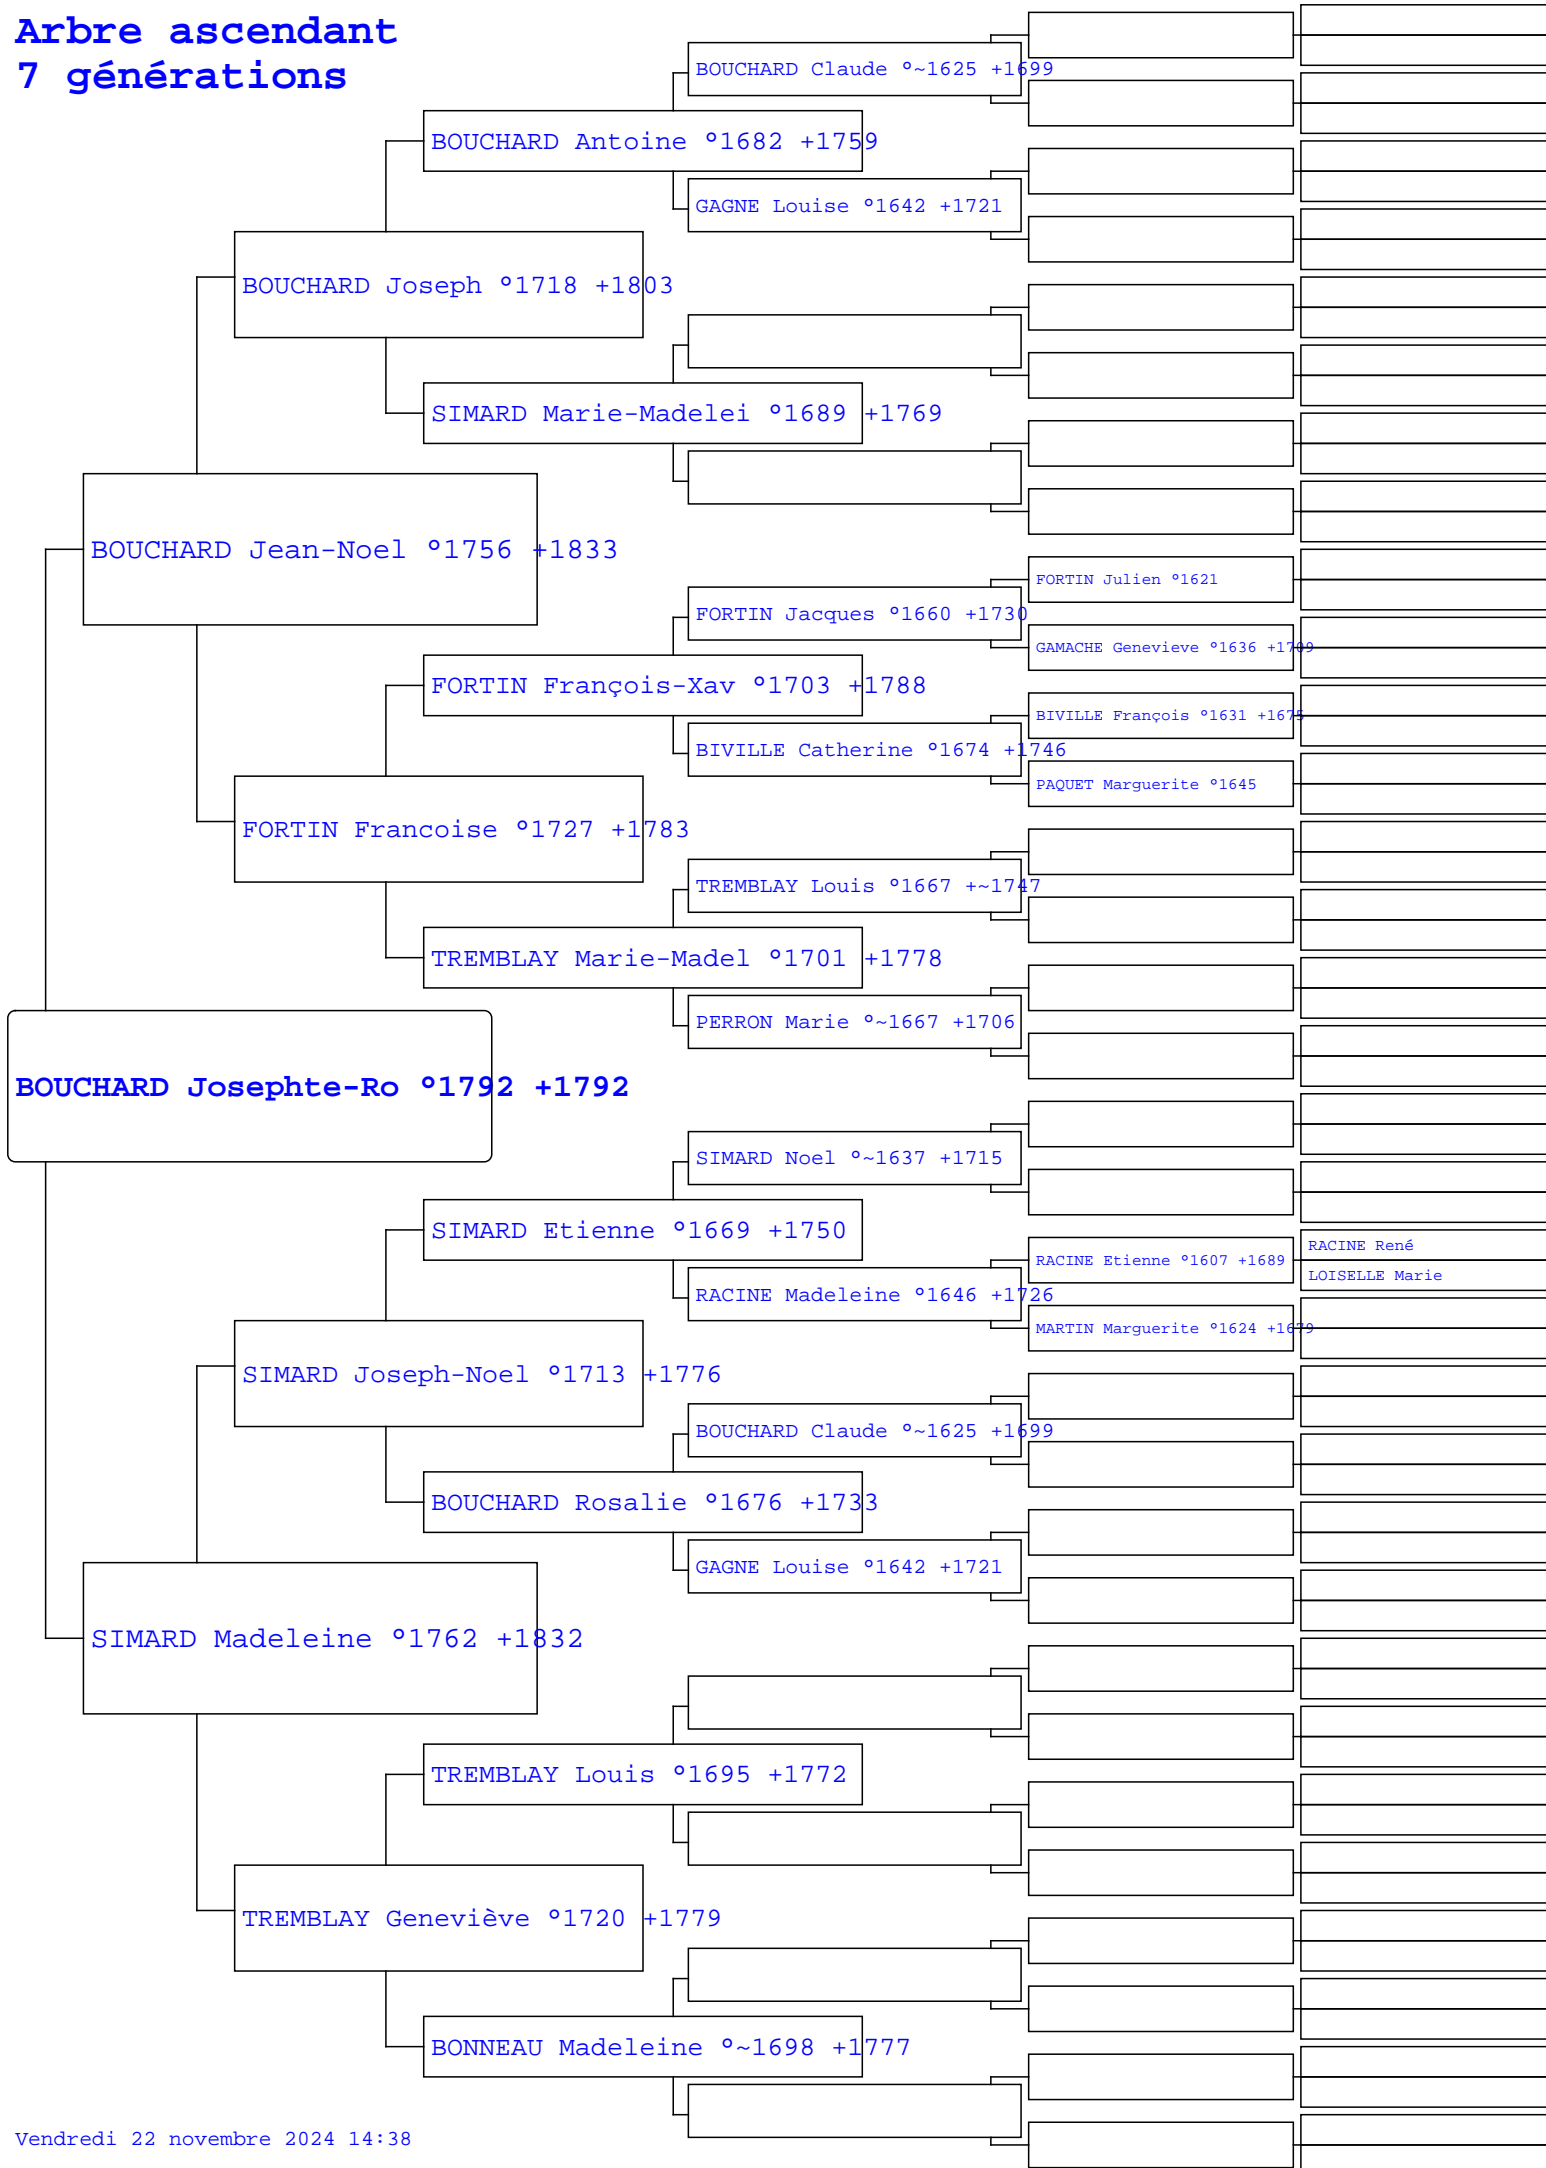 Arbre ascendant
7 générations
BOUCHARD Claude °~1625 +1699
BOUCHARD Antoine °1682 +1759
GAGNE Louise °1642 +1721
BOUCHARD Joseph °1718 +1803
SIMARD Marie-Madelei °1689 +1769
BOUCHARD Jean-Noel °1756 +1833
FORTIN Julien °1621
FORTIN Jacques °1660 +1730
GAMACHE Genevieve °1636 +1709
FORTIN François-Xav °1703 +1788
BIVILLE François °1631 +1675
BIVILLE Catherine °1674 +1746
PAQUET Marguerite °1645
FORTIN Francoise °1727 +1783
TREMBLAY Louis °1667 +~1747
TREMBLAY Marie-Madel °1701 +1778
PERRON Marie °~1667 +1706
BOUCHARD Josephte-Ro °1792 +1792
SIMARD Noel °~1637 +1715
SIMARD Etienne °1669 +1750
RACINE René
RACINE Etienne °1607 +1689
LOISELLE Marie
RACINE Madeleine °1646 +1726
MARTIN Marguerite °1624 +1679
SIMARD Joseph-Noel °1713 +1776
BOUCHARD Claude °~1625 +1699
BOUCHARD Rosalie °1676 +1733
GAGNE Louise °1642 +1721
SIMARD Madeleine °1762 +1832
TREMBLAY Louis °1695 +1772
TREMBLAY Geneviève °1720 +1779
BONNEAU Madeleine °~1698 +1777
Vendredi 22 novembre 2024 14:38